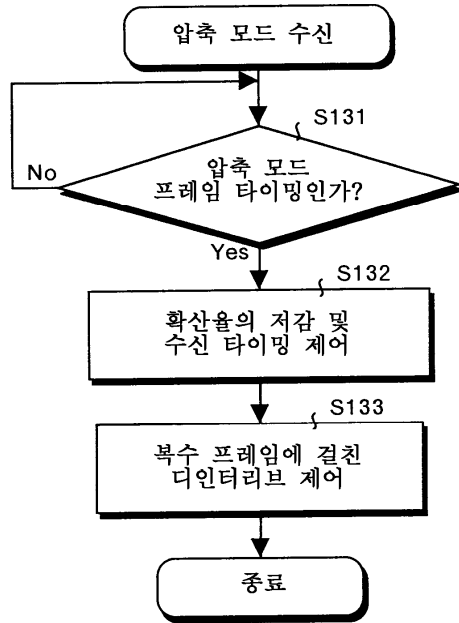 압축 모드 수신
S131
압축 모드
프레임 타이밍인가?
No
Yes
S132
확산율의 저감 및
수신 타이밍 제어
S133
복수 프레임에 걸친
디인터리브 제어
종료